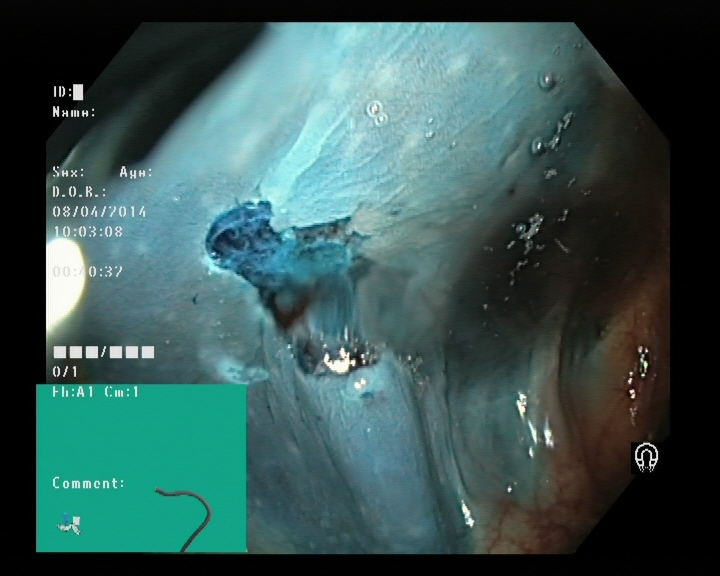 ID:
Name:
Sex: Age:
D.O.B.:
08/04/2014
10:03:08
00:40:37
/
0/1
Eh:A1 Cm:1
Comment: